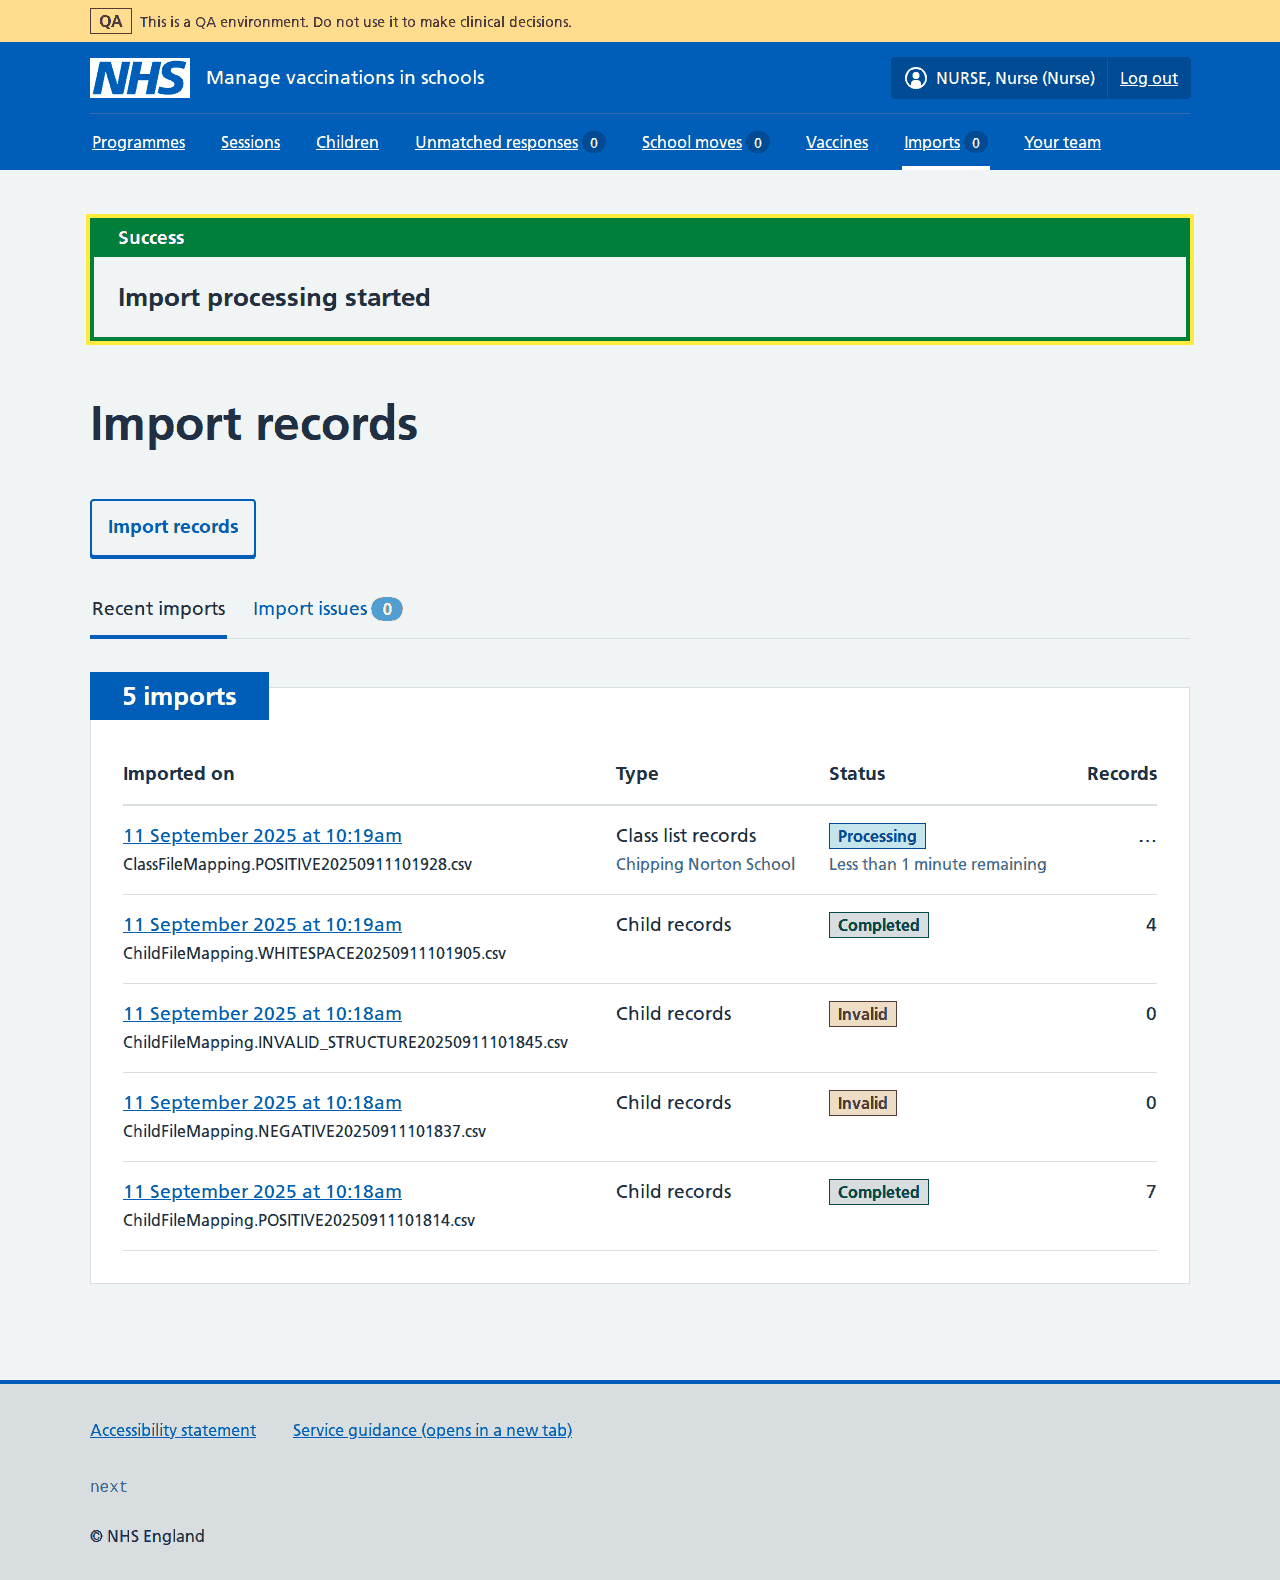 QA This is a QA environment. Do not use it to make clinical decisions.
NHS Manage vaccinations in schools NURSE, Nurse (Nurse) Log out
Programmes Sessions Children Unmatched responses 0 School moves 0 Vaccines Imports 0 Your team
Success
Import processing started
Import records
Import records
Recent imports Import issues 0
5 imports
Imported on Type Status Records
11 September 2025 at 10:19am Class list records Processing ...
ClassFileMapping.POSITIVE20250911101928.csv Chipping Norton School Less than 1 minute remaining
11 September 2025 at 10:19am Child records Completed 4
ChildFileMapping.WHITESPACE20250911101905.csv
11 September 2025 at 10:18am Child records Invalid 0
ChildFileMapping.INVALID_STRUCTURE20250911101845.csv
11 September 2025 at 10:18am Child records Invalid 0
ChildFileMapping.NEGATIVE20250911101837.csv
11 September 2025 at 10:18am Child records Completed 7
ChildFileMapping.POSITIVE20250911101814.csv
Accessibility statement Service guidance (opens in a new tab)
next
© NHS England